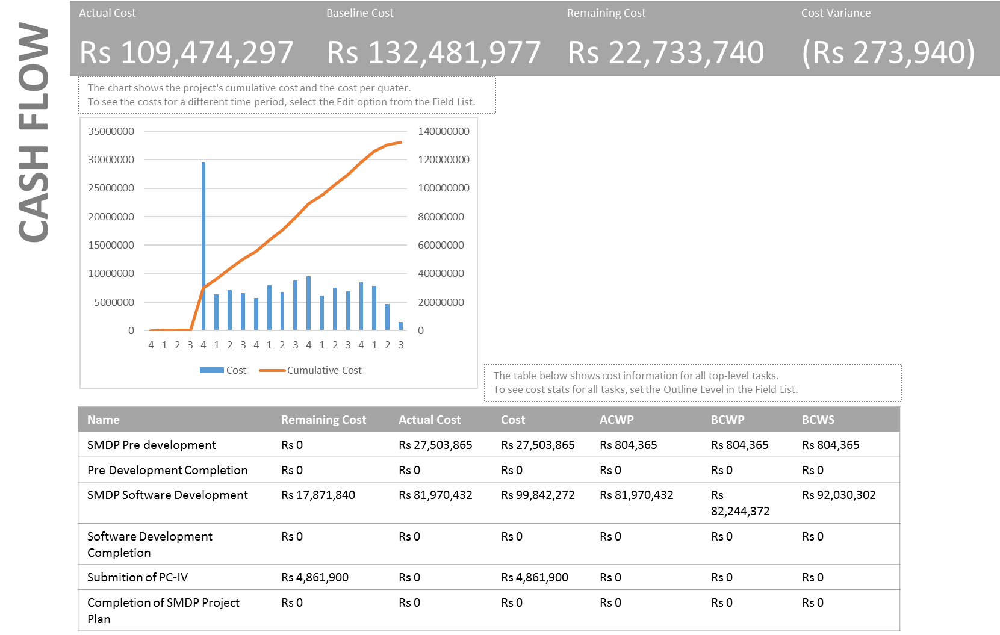 CASH FLOW
Actual Cost Baseline Cost Remaining Cost Cost Variance
Rs 109,474,297 Rs 132,481,977 Rs 22,733,740 (Rs 273,940)
The chart shows the project's cumulative cost and the cost per quater.
To see the costs for a different time period, select the Edit option from the Field List.
35000000 140000000
30000000 120000000
25000000 100000000
20000000 80000000
15000000 60000000
10000000 40000000
5000000 20000000
0 0
4 1 2 3 4 1 2 3 4 1 2 3 4 1 2 3 4 1 2 3
Cost Cumulative Cost
The table below shows cost information for all top-level tasks.
To see cost stats for all tasks, set the Outline Level in the Field List.
Name Remaining Cost Actual Cost Cost ACWP BCWP BCWS
SMDP Pre development Rs 0 Rs 27,503,865 Rs 27,503,865 Rs 804,365 Rs 804,365 Rs 804,365
Pre Development Completion Rs 0 Rs 0 Rs 0 Rs 0 Rs 0 Rs 0
SMDP Software Development Rs 17,871,840 Rs 81,970,432 Rs 99,842,272 Rs 81,970,432 Rs Rs 92,030,302
82,244,372
Software Development Rs 0 Rs 0 Rs 0 Rs 0 Rs 0 Rs 0
Completion
Submition of PC-IV Rs 4,861,900 Rs 0 Rs 4,861,900 Rs 0 Rs 0 Rs 0
Completion of SMDP Project Rs 0 Rs 0 Rs 0 Rs 0 Rs 0 Rs 0
Plan